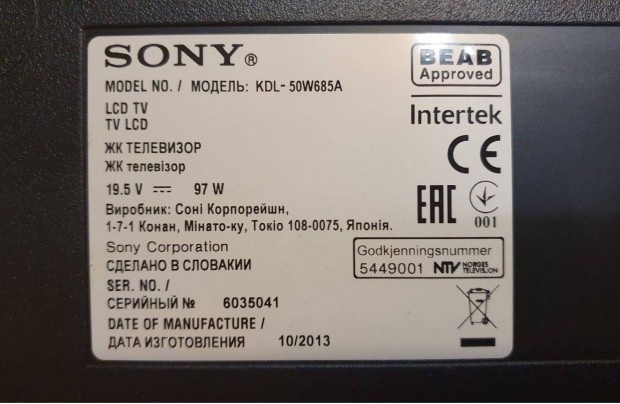 SONY®
MODEL NO. / МОДЕЛЬ: KDL-50W685A
LCD TV
TV LCD
ЖК ТЕЛЕВИЗОР
ЖК телевізор
19.5 V ⎓ 97 W
Виробник: Соні Корпорейшн,
1-7-1 Конан, Мінато-ку, Токіо 108-0075, Японія.
Sony Corporation
СДЕЛАНО В СЛОВАКИИ
SER. NO. /
СЕРИЙНЫЙ № 6035041
DATE OF MANUFACTURE /
ДАТА ИЗГОТОВЛЕНИЯ 10/2013
BEAB
Approved
Intertek
CE
EAC
001
Godkjenningsnummer
5449001 NTV NORGES
TELEVISJON